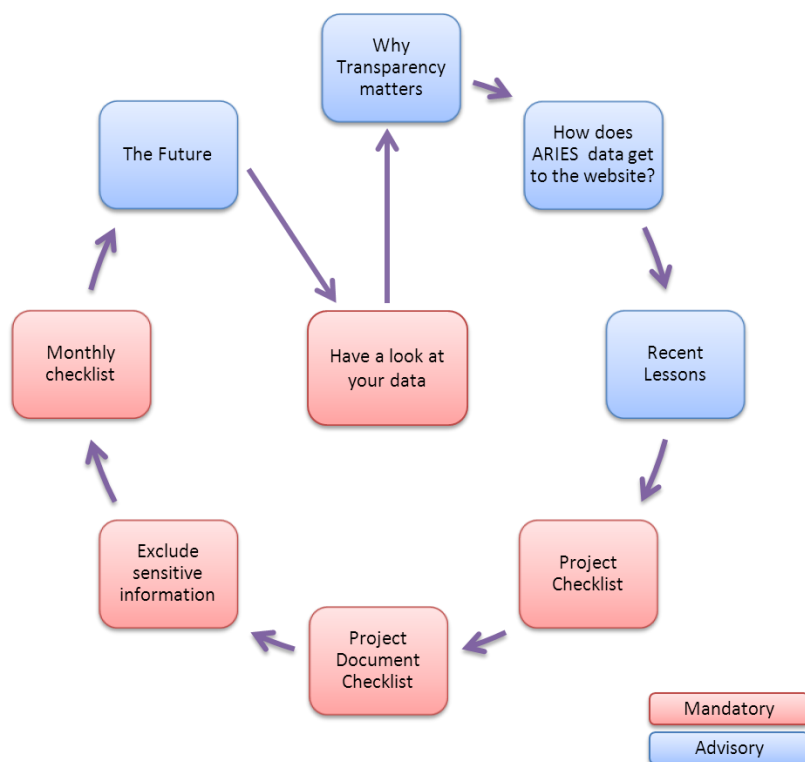 Why
Transparency
matters
How does
ARIES data get
to the website?
The Future
Monthly
checklist
Have a look at
your data
Recent
Lessons
Exclude
sensitive
information
Project
Checklist
Project
Document
Checklist
Mandatory
Advisory